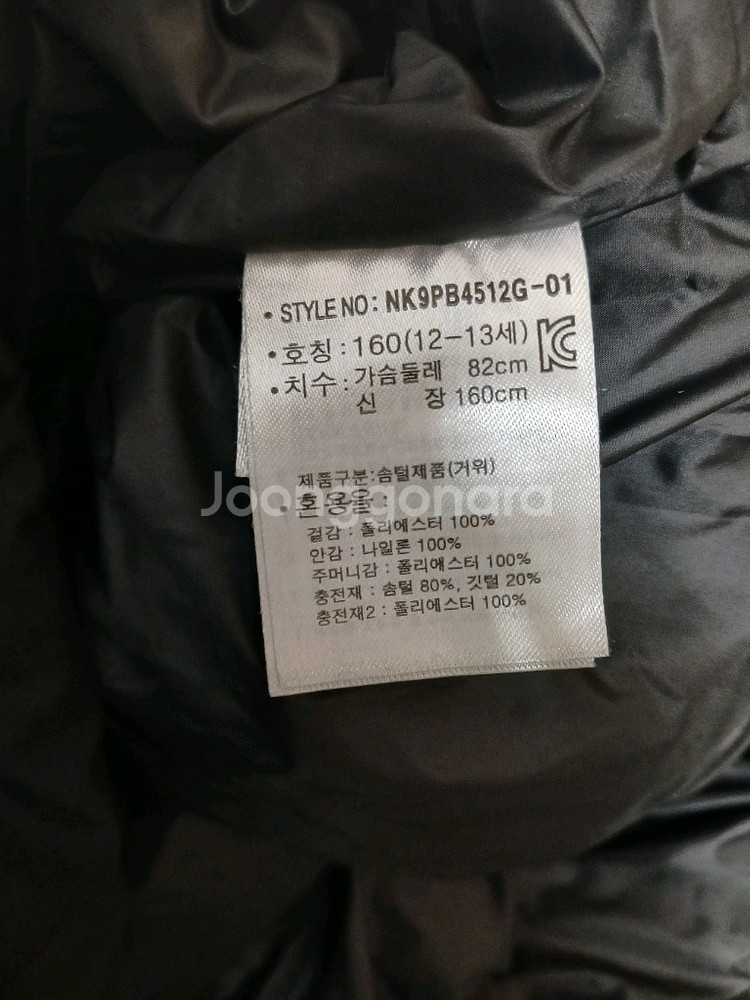 • STYLE NO: NK9PB4512G-01
• 호칭 : 160(12-13세)
• 치수 : 가슴둘레 82cm
신 장 160cm
제품구분:솜털제품(거위)
Joonggonara
• 혼용율 :
겉감 : 폴리에스터 100%
안감 : 나일론 100%
주머니감 : 폴리에스터 100%
충전재 : 솜털 80%, 깃털 20%
충전재2 : 폴리에스터 100%